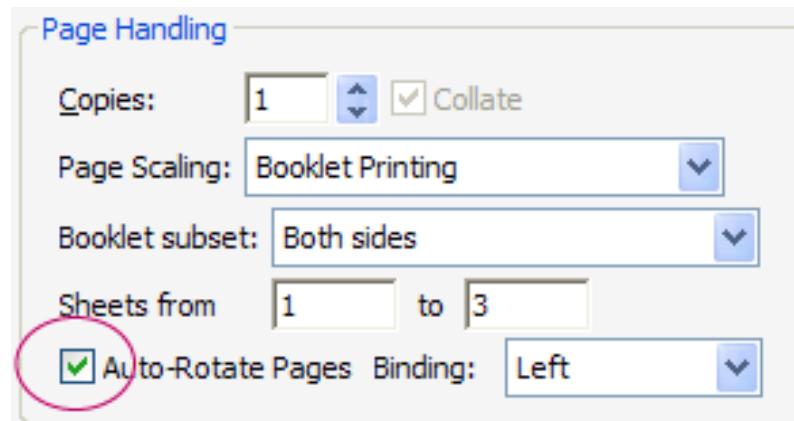 Page Handling
Copies: 1 Collate
Page Scaling: Booklet Printing
Booklet subset: Both sides
Sheets from 1 to 3
Auto-Rotate Pages Binding: Left